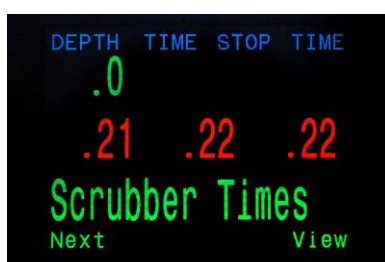 DEPTH TIME STOP TIME
.0
.21 .22 .22
Scrubber Times
Next View